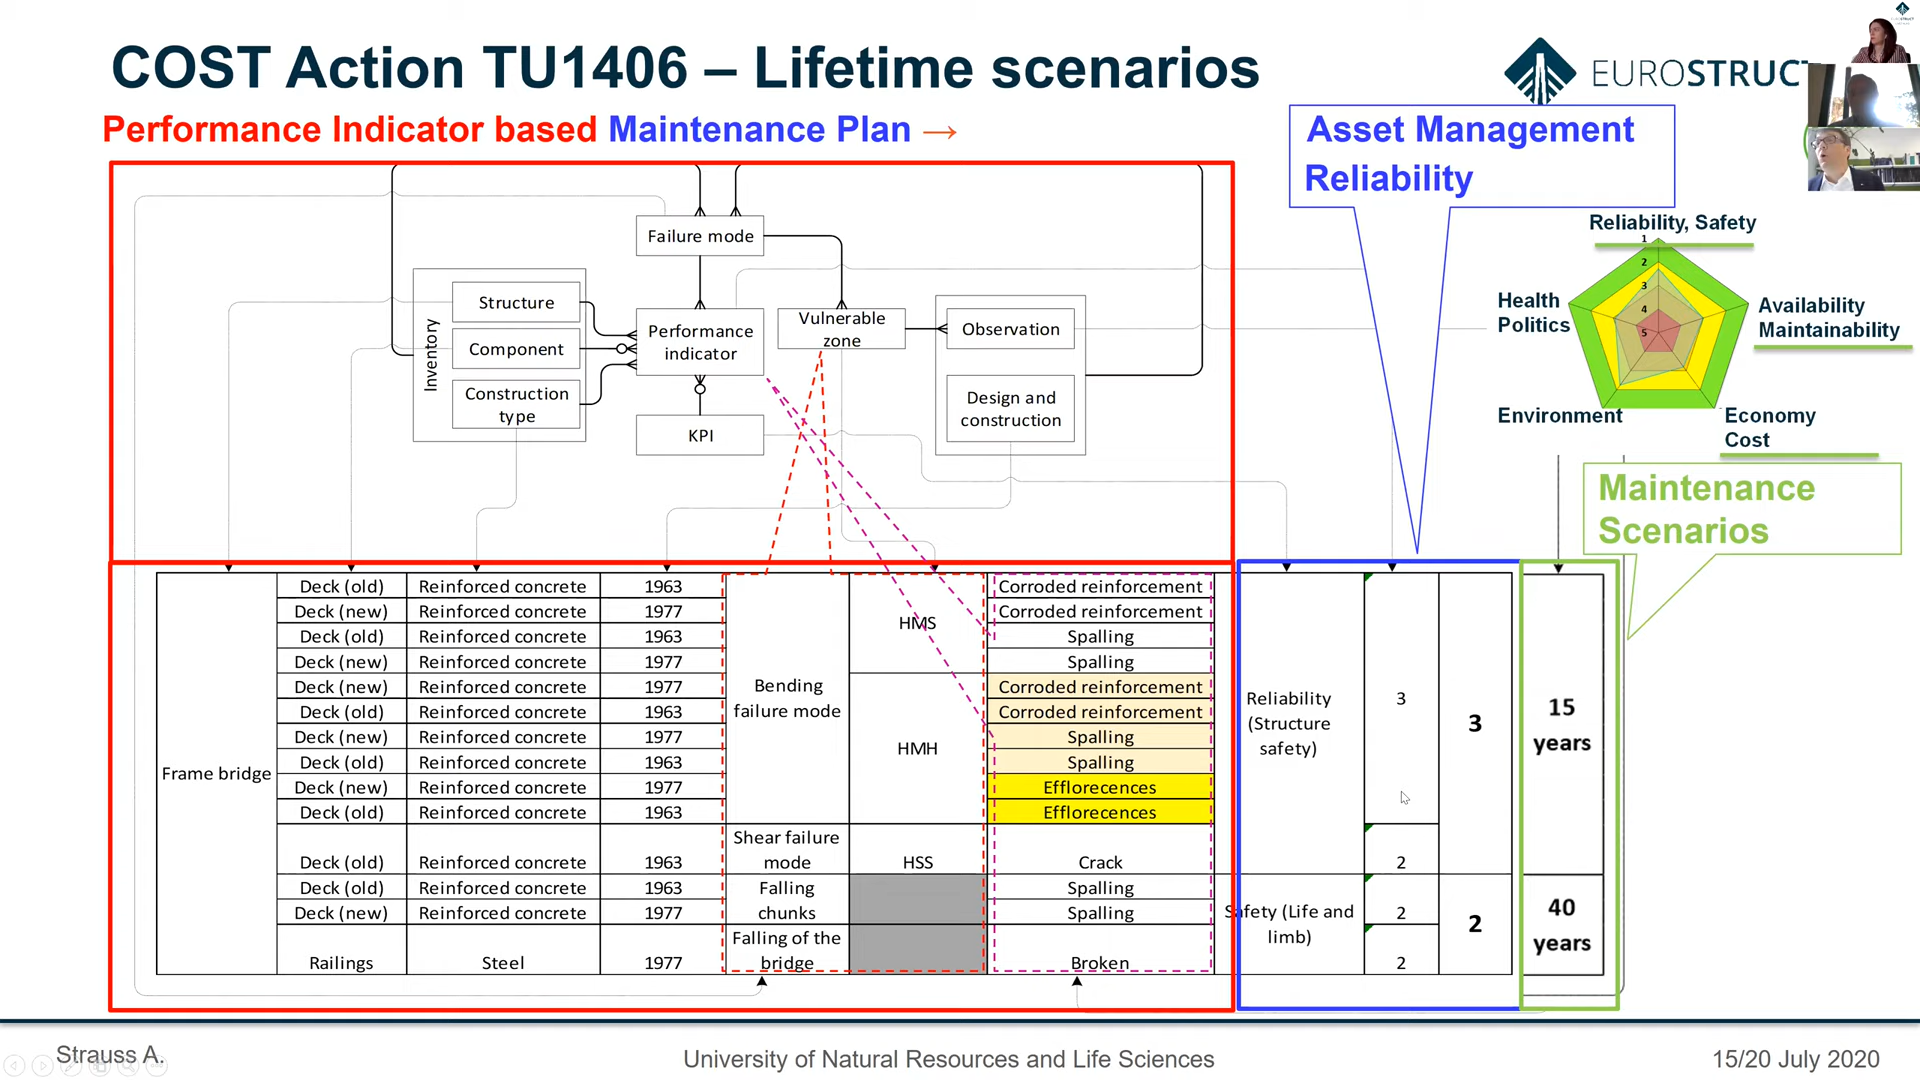 COST Action TU1406 – Lifetime scenarios
EUROSTRUCT
Performance Indicator based Maintenance Plan →
Asset Management
Reliability
Reliability, Safety
1
2
3
4
5
Health
Politics
Availability
Maintainability
Environment
Economy
Cost
Maintenance
Scenarios
Failure mode
Inventory
Structure
Component
Construction
type
Performance
indicator
KPI
Vulnerable
zone
Observation
Design and
construction
Frame bridge
Deck (old) Reinforced concrete 1963 Corroded reinforcement
Deck (new) Reinforced concrete 1977 Corroded reinforcement
HMS
Deck (old) Reinforced concrete 1963 Spalling
Deck (new) Reinforced concrete 1977 Spalling
Deck (new) Reinforced concrete 1977 Corroded reinforcement
Bending
failure mode
Deck (old) Reinforced concrete 1963 Corroded reinforcement
Deck (new) Reinforced concrete 1977 Spalling
HMH
Deck (old) Reinforced concrete 1963 Spalling
Deck (new) Reinforced concrete 1977 Efflorecences
Deck (old) Reinforced concrete 1963 Efflorecences
Reliability
(Structure
safety)
3
3
15
years
Shear failure
mode
Deck (old) Reinforced concrete 1963 HSS Crack 2
Deck (old) Reinforced concrete 1963 Spalling
Falling
chunks
Deck (new) Reinforced concrete 1977 Spalling 2
Safety (Life and
limb)
2
40
years
Falling of the
bridge
Railings Steel 1977 Broken 2
Strauss A.
University of Natural Resources and Life Sciences
15/20 July 2020